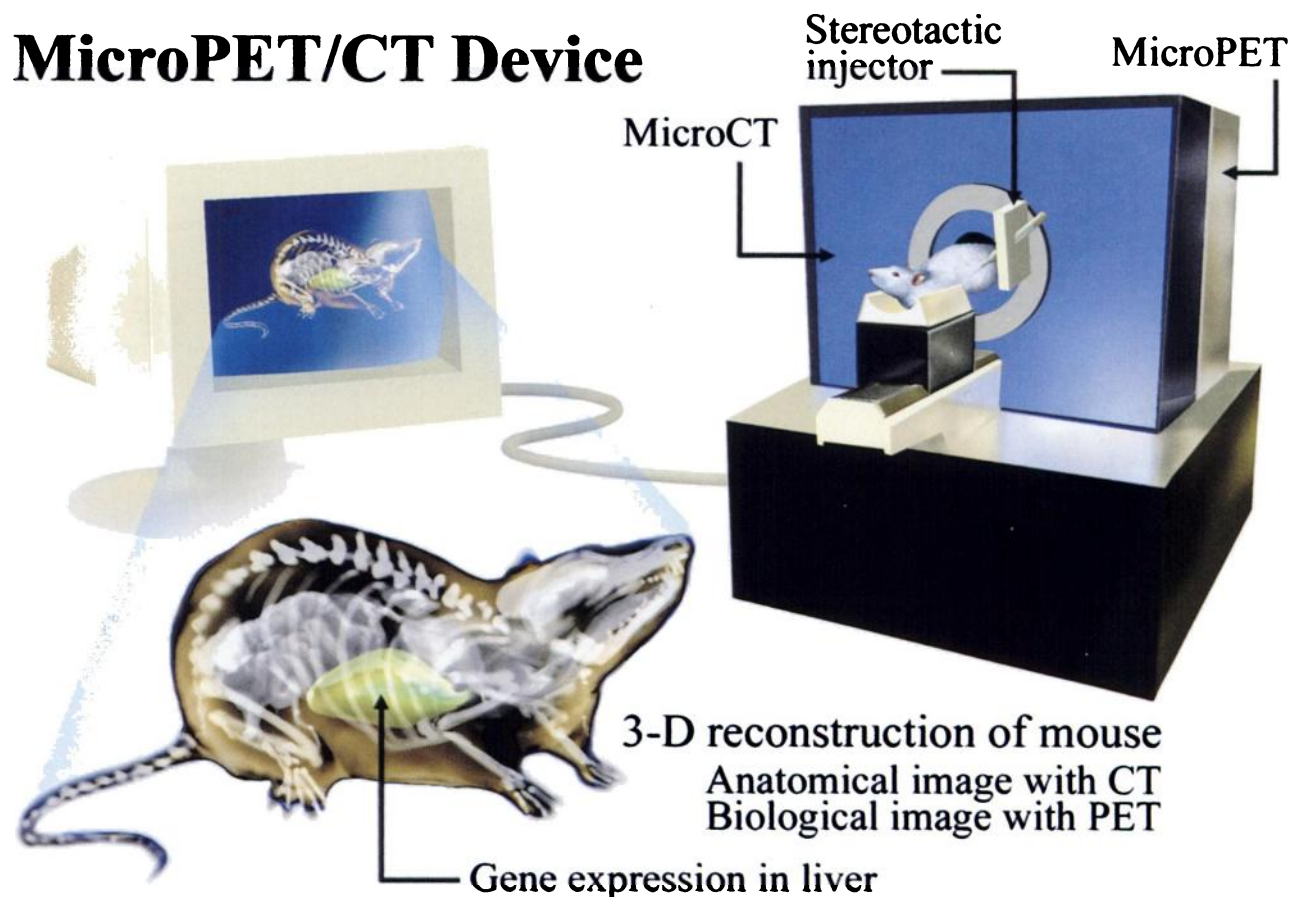 MicroPET/CT Device
Stereotactic
injector
MicroPET
MicroCT
3-D reconstruction of mouse
Anatomical image with CT
Biological image with PET
Gene expression in liver